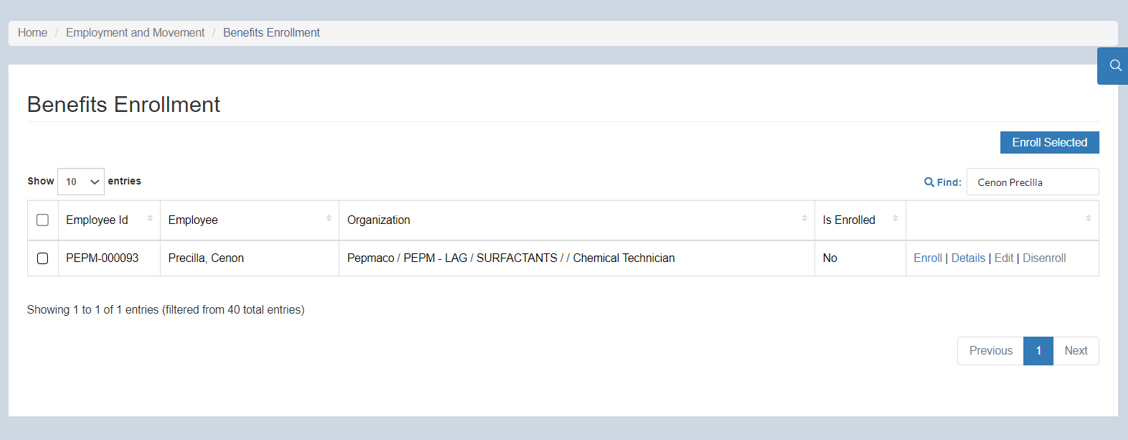 Home / Employment and Movement / Benefits Enrollment
Benefits Enrollment
Enroll Selected
Show 10 entries
Find: Cenon Precilla
Employee Id Employee Organization Is Enrolled
PEPM-000093 Precilla, Cenon Pepmaco / PEPM - LAG / SURFACTANTS / / Chemical Technician No Enroll | Details | Edit | Disenroll
Showing 1 to 1 of 1 entries (filtered from 40 total entries)
Previous 1 Next